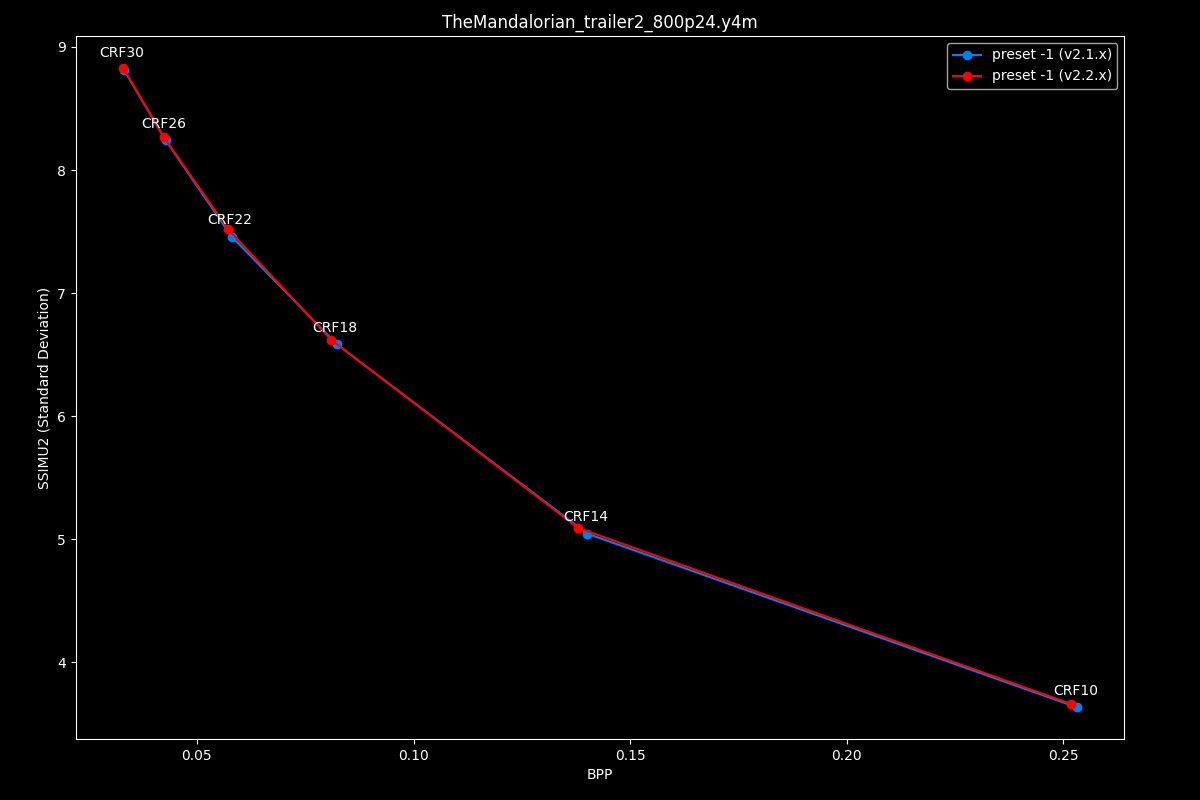 TheMandalorian_trailer2_800p24.y4m
preset -1 (v2.1.x)
preset -1 (v2.2.x)
SSIMU2 (Standard Deviation)
9
8
7
6
5
4
CRF30
CRF26
CRF22
CRF18
CRF14
CRF10
0.05
0.10
0.15
0.20
0.25
BPP